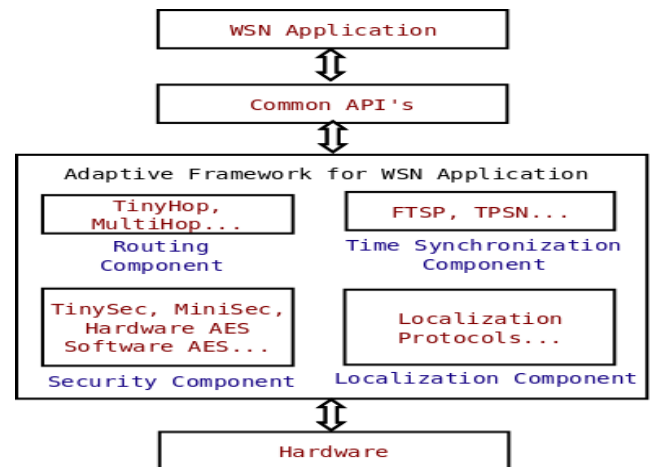 WSN Application
Common API's
Adaptive Framework for WSN Application
TinyHop,
MultiHop...
Routing
Component
FTSP, TPSN...
Time Synchronization
Component
TinySec, MiniSec,
Hardware AES
Software AES...
Security Component
Localization
Protocols...
Localization Component
Hardware